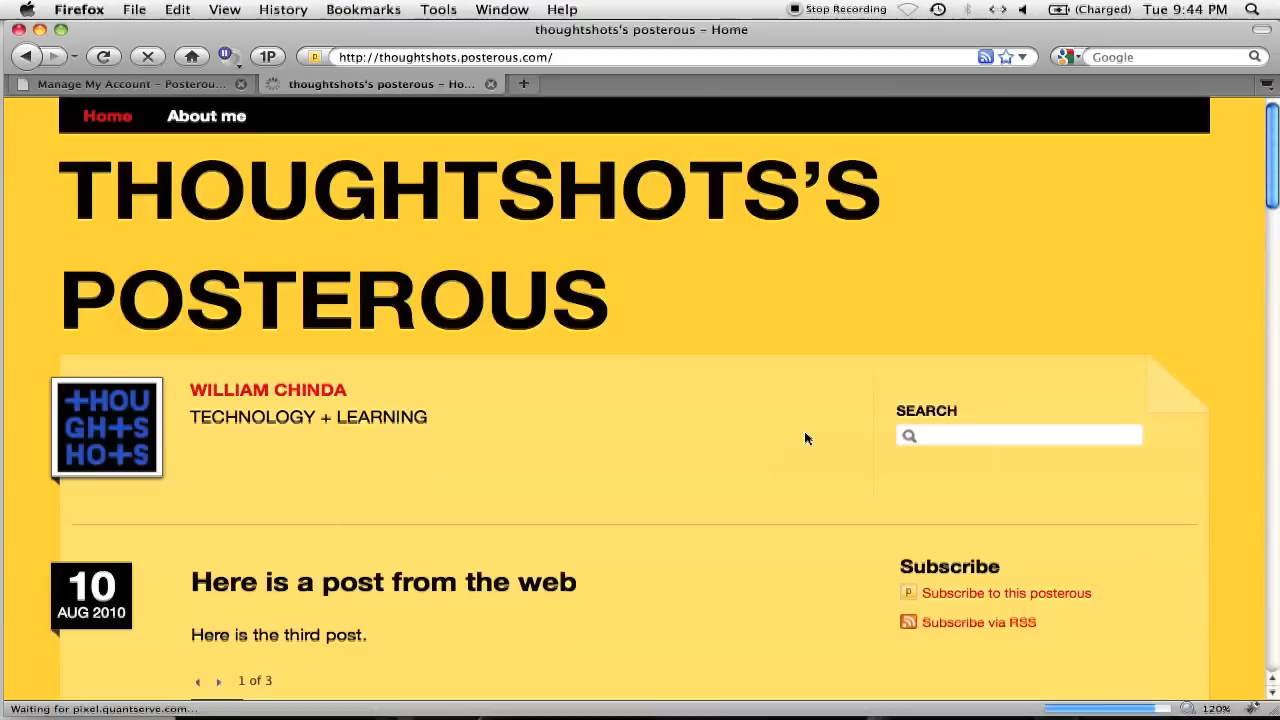 Firefox File Edit View History Bookmarks Tools Window Help Stop Recording (Charged) Tue 9:44 PM
thoughtshots's posterous – Home
1P p http://thoughtshots.posterous.com/ Google
Manage My Account – Posterou... thoughtshots's posterous – Ho... +
Home About me
THOUGHTSHOTS'S
POSTEROUS
+HOU
GH+S
HO+S
WILLIAM CHINDA
TECHNOLOGY + LEARNING
SEARCH
10
AUG 2010
Here is a post from the web
Here is the third post.
1 of 3
Subscribe
p Subscribe to this posterous
Subscribe via RSS
Waiting for pixel.quantserve.com... 120%